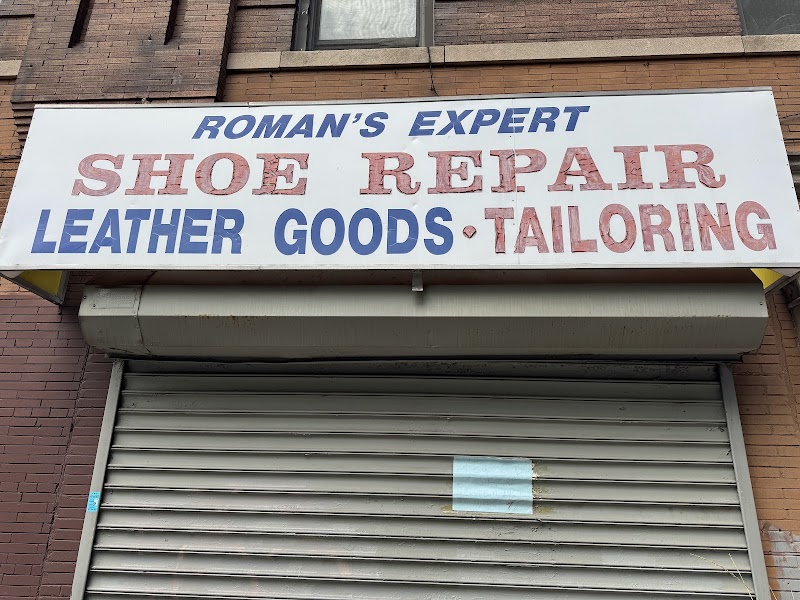 ROMAN'S EXPERT
SHOE REPAIR
LEATHER GOODS • TAILORING